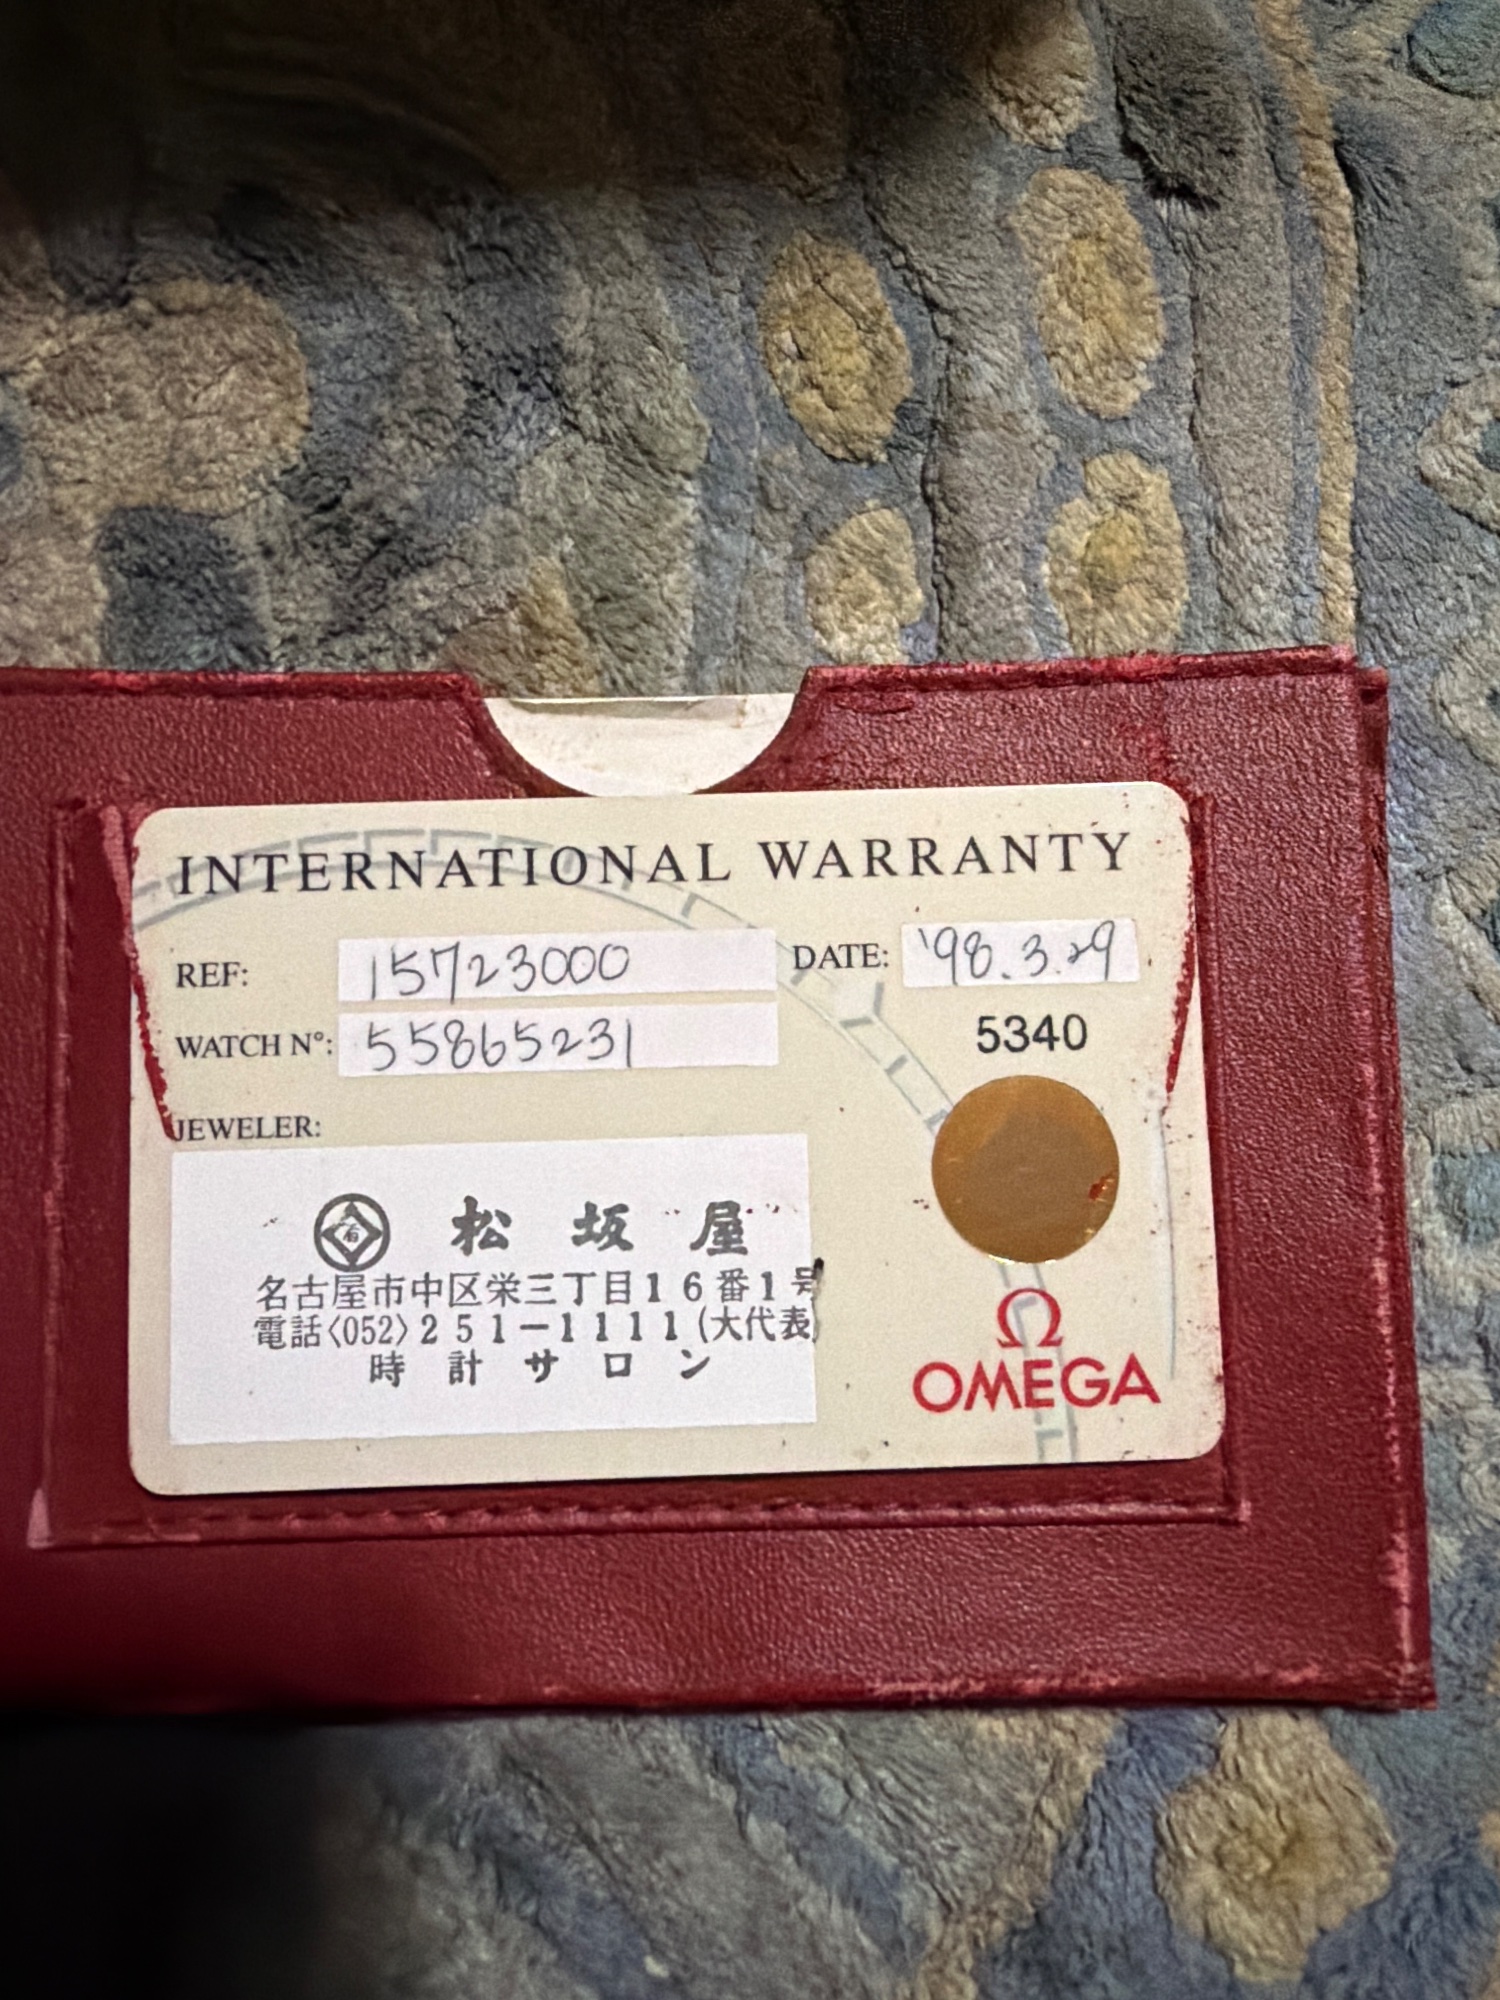 INTERNATIONAL WARRANTY
REF: 15723000 DATE: '98.3.29
WATCH N°: 55865231
5340
JEWELER:
松坂屋
名古屋市中区栄三丁目16番1号
電話〈052〉251-1111(大代表)
時計サロン
Ω
OMEGA